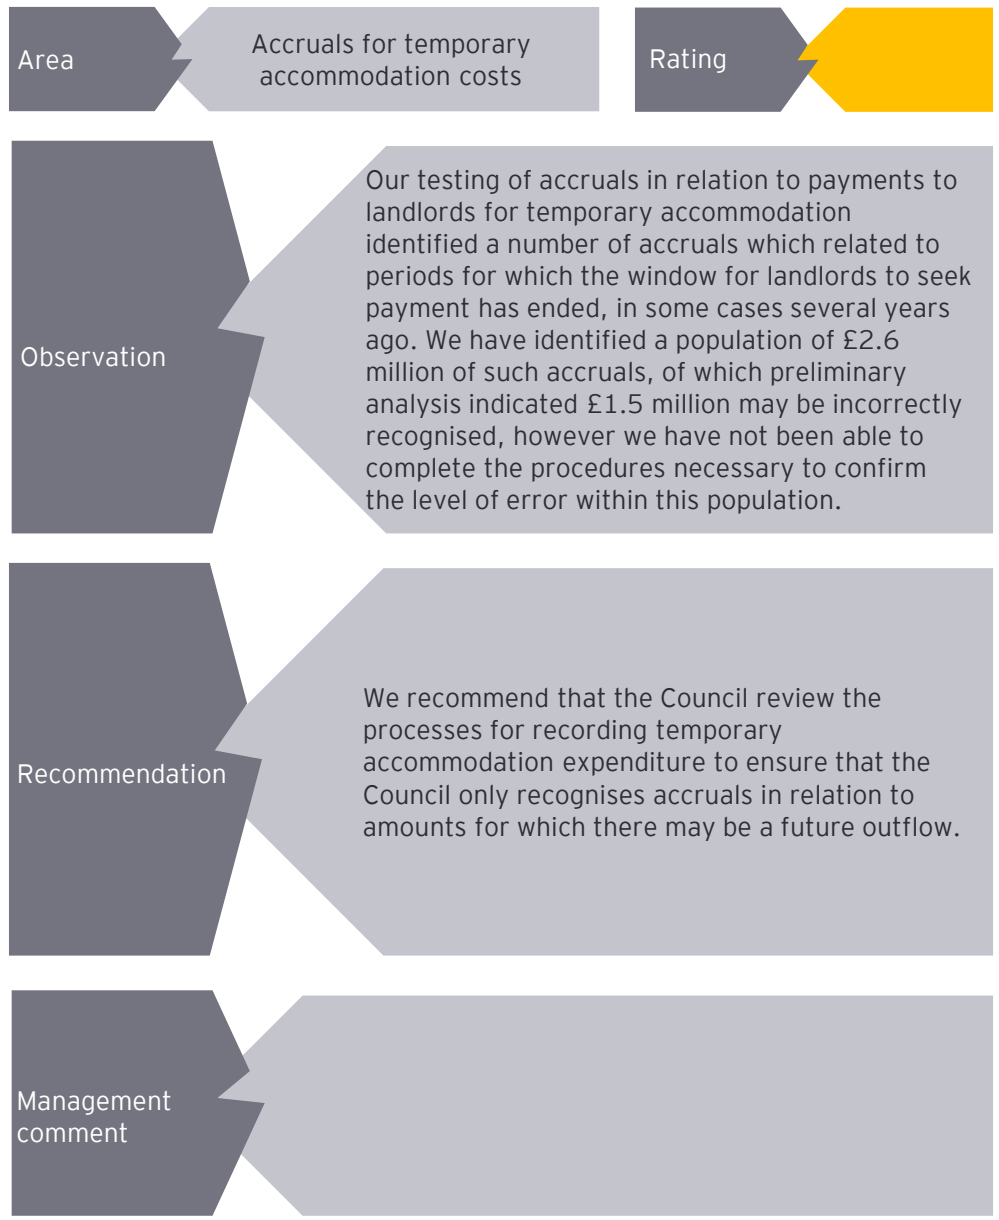 Area
Accruals for temporary
accommodation costs
Rating
Observation
Our testing of accruals in relation to payments to
landlords for temporary accommodation
identified a number of accruals which related to
periods for which the window for landlords to seek
payment has ended, in some cases several years
ago. We have identified a population of £2.6
million of such accruals, of which preliminary
analysis indicated £1.5 million may be incorrectly
recognised, however we have not been able to
complete the procedures necessary to confirm
the level of error within this population.
Recommendation
We recommend that the Council review the
processes for recording temporary
accommodation expenditure to ensure that the
Council only recognises accruals in relation to
amounts for which there may be a future outflow.
Management
comment